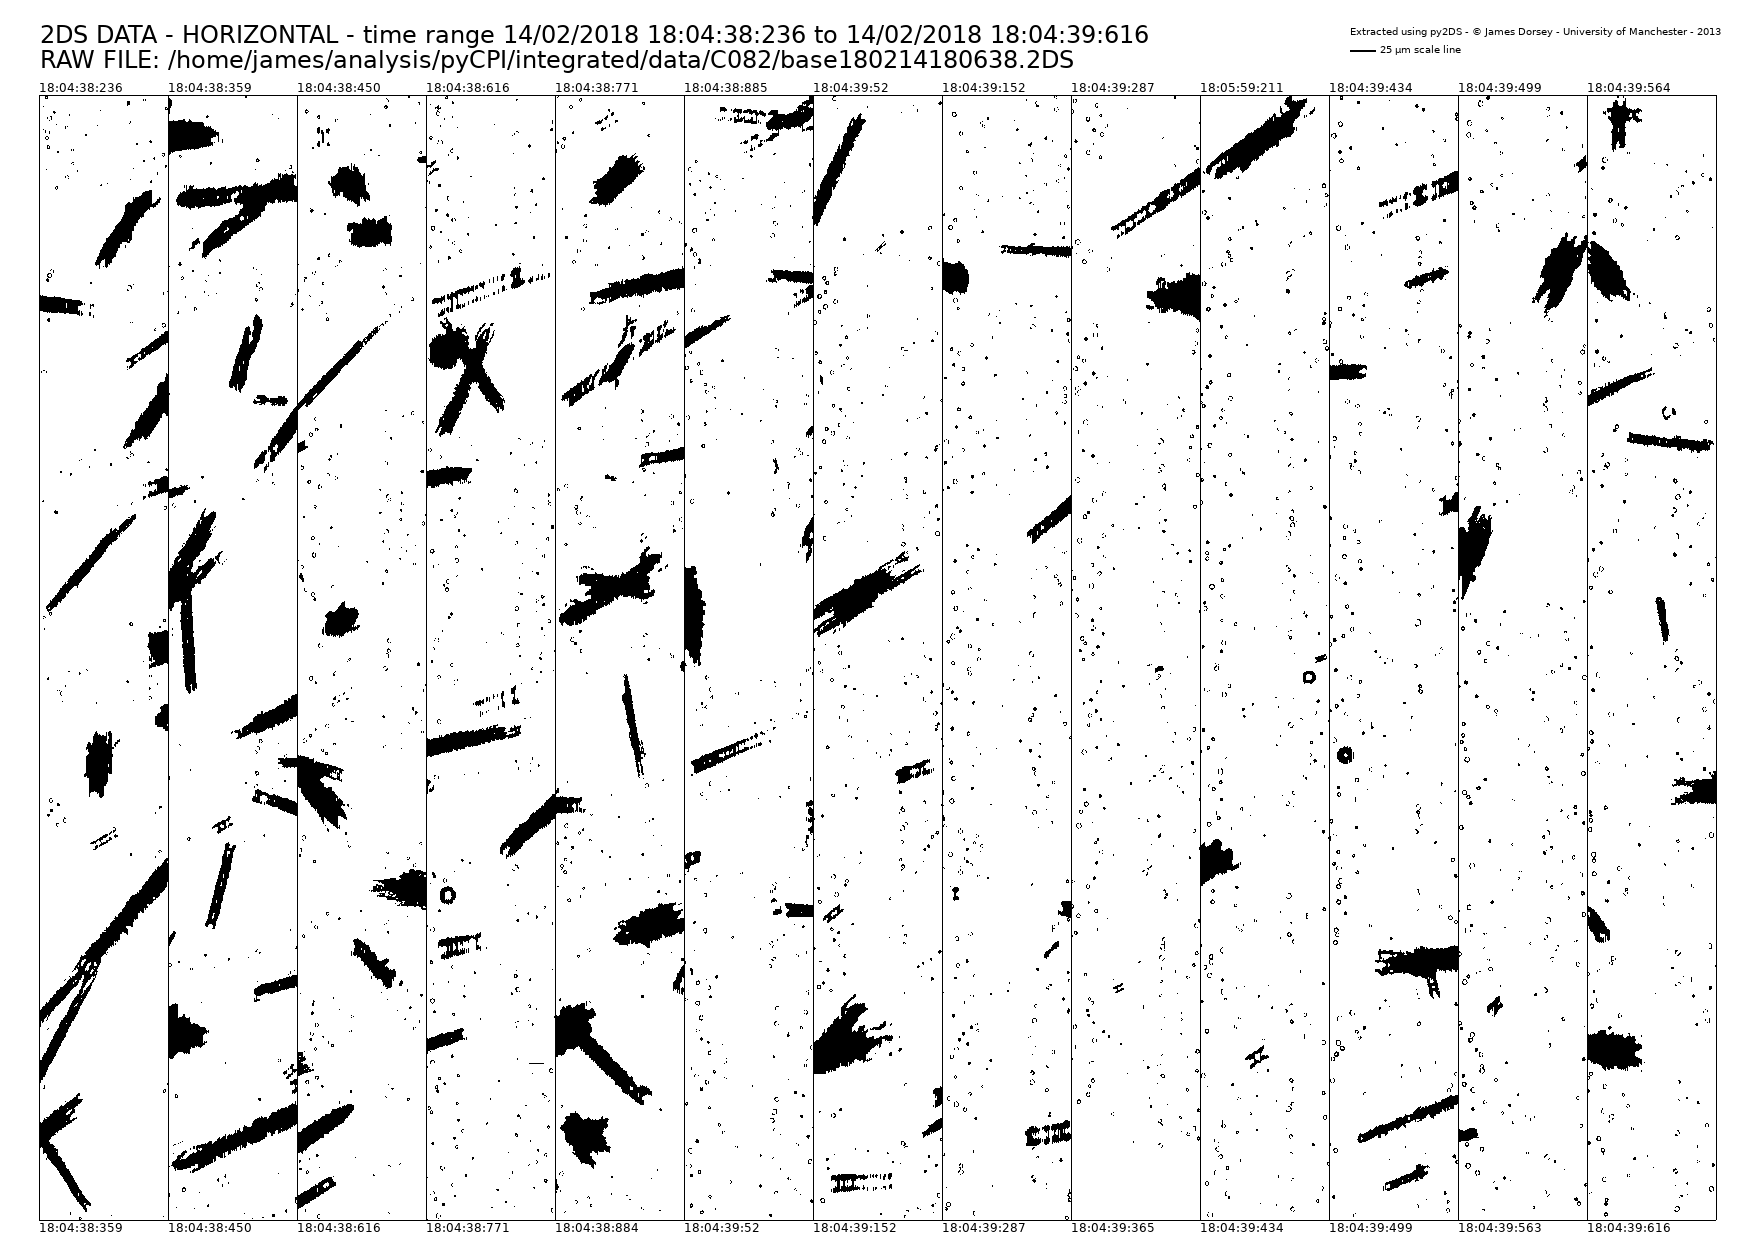 2DS DATA - HORIZONTAL - time range 14/02/2018 18:04:38:236 to 14/02/2018 18:04:39:616
RAW FILE: /home/james/analysis/pyCPI/integrated/data/C082/base180214180638.2DS
Extracted using py2DS - © James Dorsey - University of Manchester - 2013
25 µm scale line
18:04:38:236 18:04:38:359 18:04:38:450 18:04:38:616 18:04:38:771 18:04:38:885 18:04:39:52 18:04:39:152 18:04:39:287 18:05:59:211 18:04:39:434 18:04:39:499 18:04:39:564
18:04:38:359 18:04:38:450 18:04:38:616 18:04:38:771 18:04:38:884 18:04:39:52 18:04:39:152 18:04:39:287 18:04:39:365 18:04:39:434 18:04:39:499 18:04:39:563 18:04:39:616